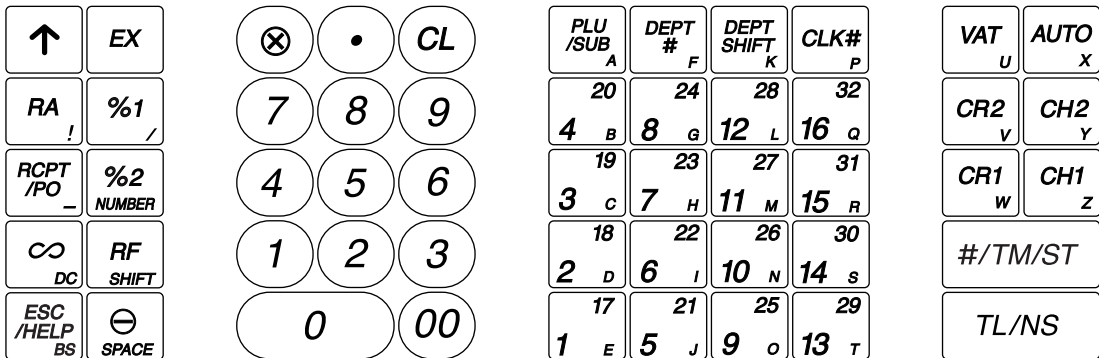 ↑ EX ⊗ • CL PLU /SUB A DEPT # F DEPT SHIFT K CLK# P VAT U AUTO X
RA ! %1 / 7 8 9 20 4 B 24 8 G 28 12 L 32 16 Q CR2 V CH2 Y
RCPT /PO _ %2 NUMBER 4 5 6 19 3 C 23 7 H 27 11 M 31 15 R CR1 W CH1 Z
∞ DC RF SHIFT 1 2 3 18 2 D 22 6 I 26 10 N 30 14 S #/TM/ST
ESC /HELP BS ⊖ SPACE 0 00 17 1 E 21 5 J 25 9 O 29 13 T TL/NS